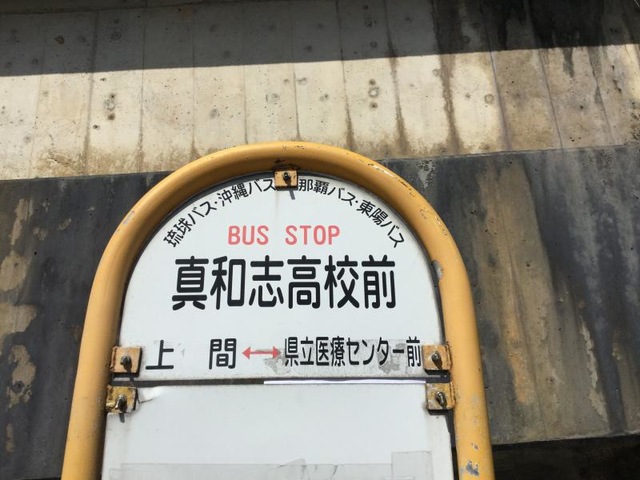 琉球バス・沖縄バス 那覇バス・東陽バス
BUS STOP
真和志高校前
上間↔県立医療センター前